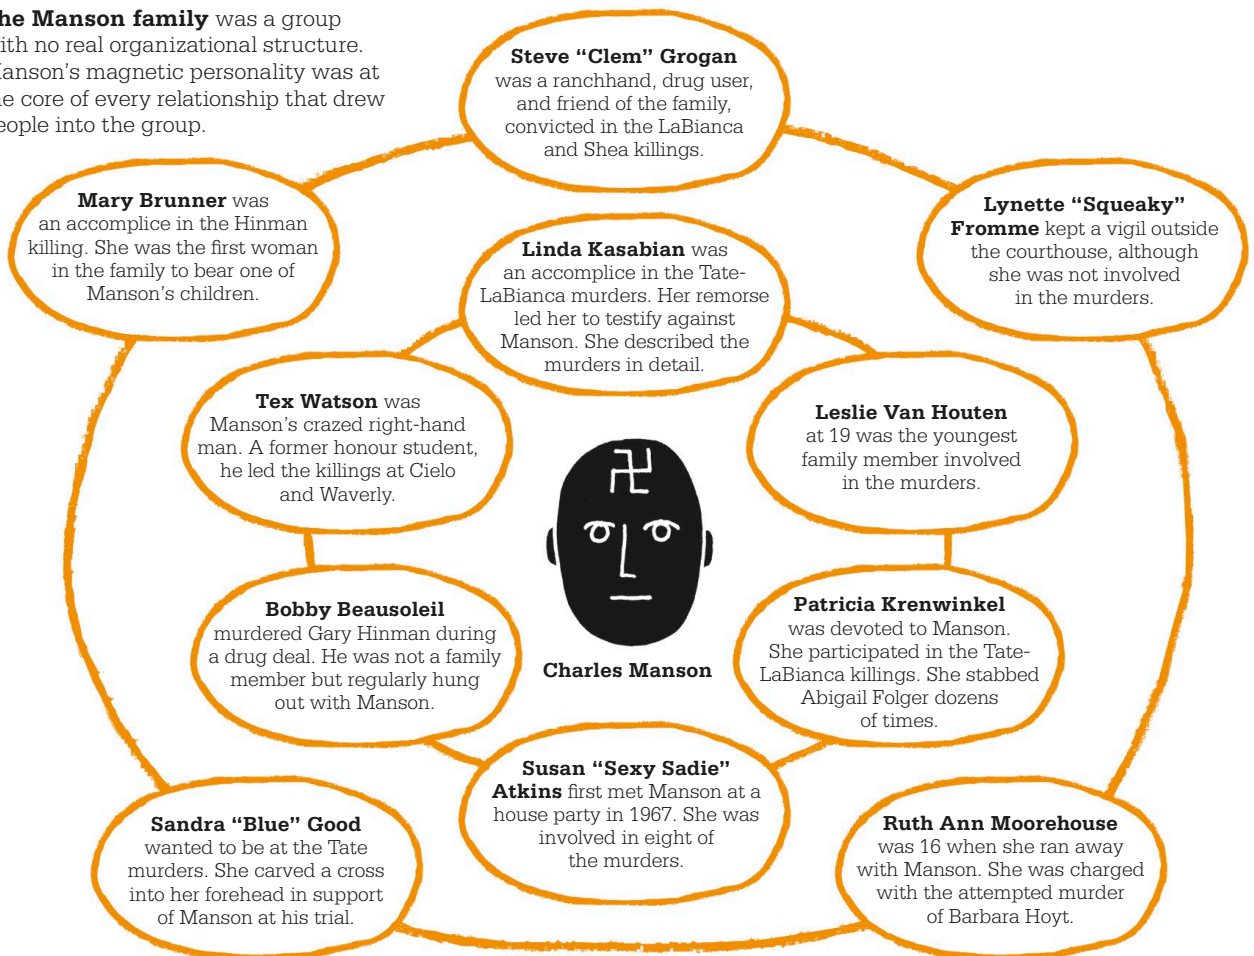 he Manson family was a group
ith no real organizational structure.
Manson's magnetic personality was at
he core of every relationship that drew
eople into the group.
Steve “Clem” Grogan
was a ranchhand, drug user,
and friend of the family,
convicted in the LaBianca
and Shea killings.
Mary Brunner was
an accomplice in the Hinman
killing. She was the first woman
in the family to bear one of
Manson's children.
Linda Kasabian was
an accomplice in the Tate-
LaBianca murders. Her remorse
led her to testify against
Manson. She described the
murders in detail.
Lynette “Squeaky”
Fromme kept a vigil outside
the courthouse, although
she was not involved
in the murders.
Tex Watson was
Manson's crazed right-hand
man. A former honour student,
he led the killings at Cielo
and Waverly.
Leslie Van Houten
at 19 was the youngest
family member involved
in the murders.
Bobby Beausoleil
murdered Gary Hinman during
a drug deal. He was not a family
member but regularly hung
out with Manson.
Charles Manson
Patricia Krenwinkel
was devoted to Manson.
She participated in the Tate-
LaBianca killings. She stabbed
Abigail Folger dozens
of times.
Susan “Sexy Sadie”
Atkins first met Manson at a
house party in 1967. She was
involved in eight of
the murders.
Sandra “Blue” Good
wanted to be at the Tate
murders. She carved a cross
into her forehead in support
of Manson at his trial.
Ruth Ann Moorehouse
was 16 when she ran away
with Manson. She was charged
with the attempted murder
of Barbara Hoyt.